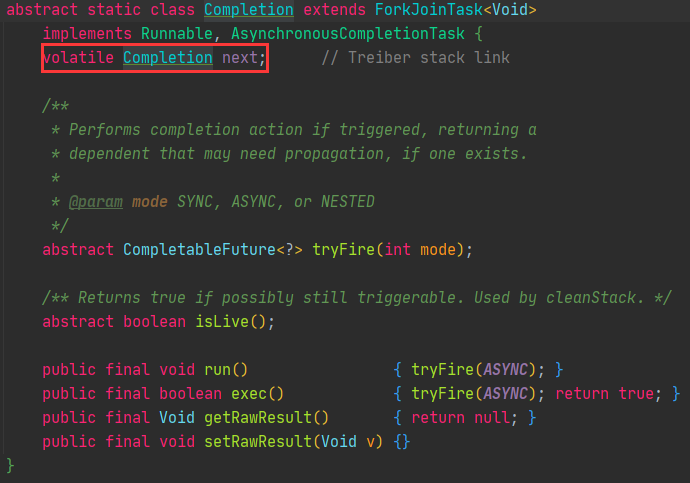 abstract static class Completion extends ForkJoinTask<Void>
    implements Runnable, AsynchronousCompletionTask {
    volatile Completion next;      // Treiber stack link

    /**
     * Performs completion action if triggered, returning a
     * dependent that may need propagation, if one exists.
     *
     * @param mode SYNC, ASYNC, or NESTED
     */
    abstract CompletableFuture<?> tryFire(int mode);

    /** Returns true if possibly still triggerable. Used by cleanStack. */
    abstract boolean isLive();

    public final void run()                { tryFire(ASYNC); }
    public final boolean exec()            { tryFire(ASYNC); return true; }
    public final Void getRawResult()       { return null; }
    public final void setRawResult(Void v) {}
}